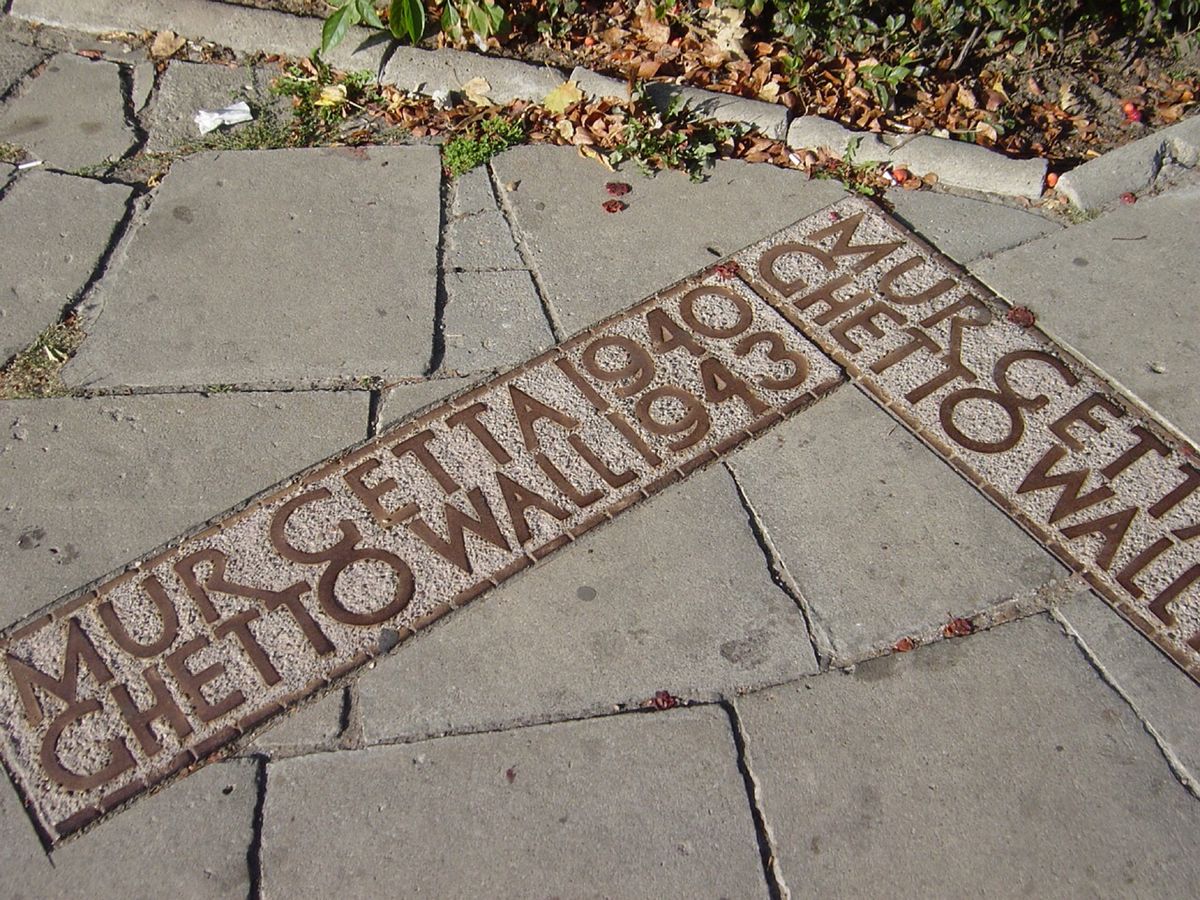 MUR GETTA 1940
GHETTO WALL 1943
MUR GETTA
GHETTO WALL